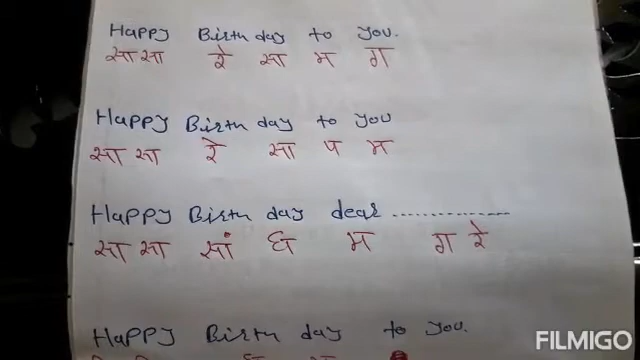 Happy Birth day to you.
सा सा रे सा म ग
Happy Birth day to you
सा सा रे सा प म
Happy Birth day dear ................
सा सा सां ध म ग रे
Happy Birth day to you.
FILMIGO